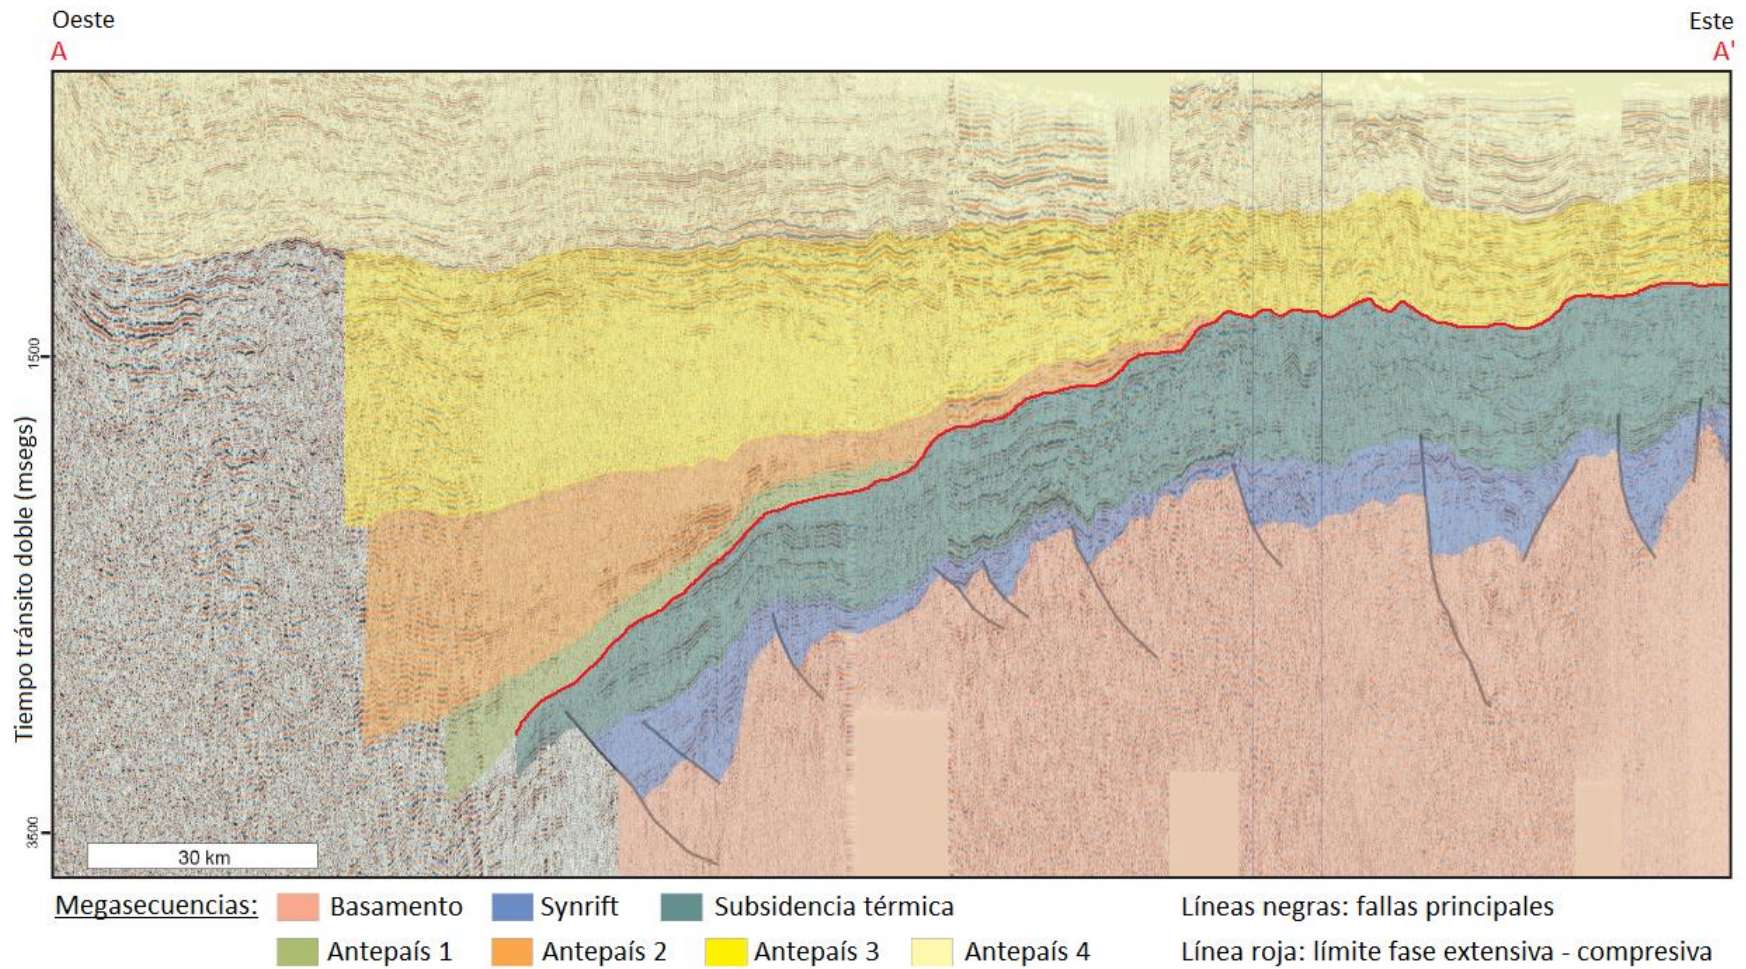 Oeste
Este
A
A'
1500
Tiempo tránsito doble (msegs)
3500
30 km
Megasecuencias:
Basamento
Synrift
Subsidencia térmica
Líneas negras: fallas principales
Antepaís 1
Antepaís 2
Antepaís 3
Antepaís 4
Línea roja: límite fase extensiva - compresiva